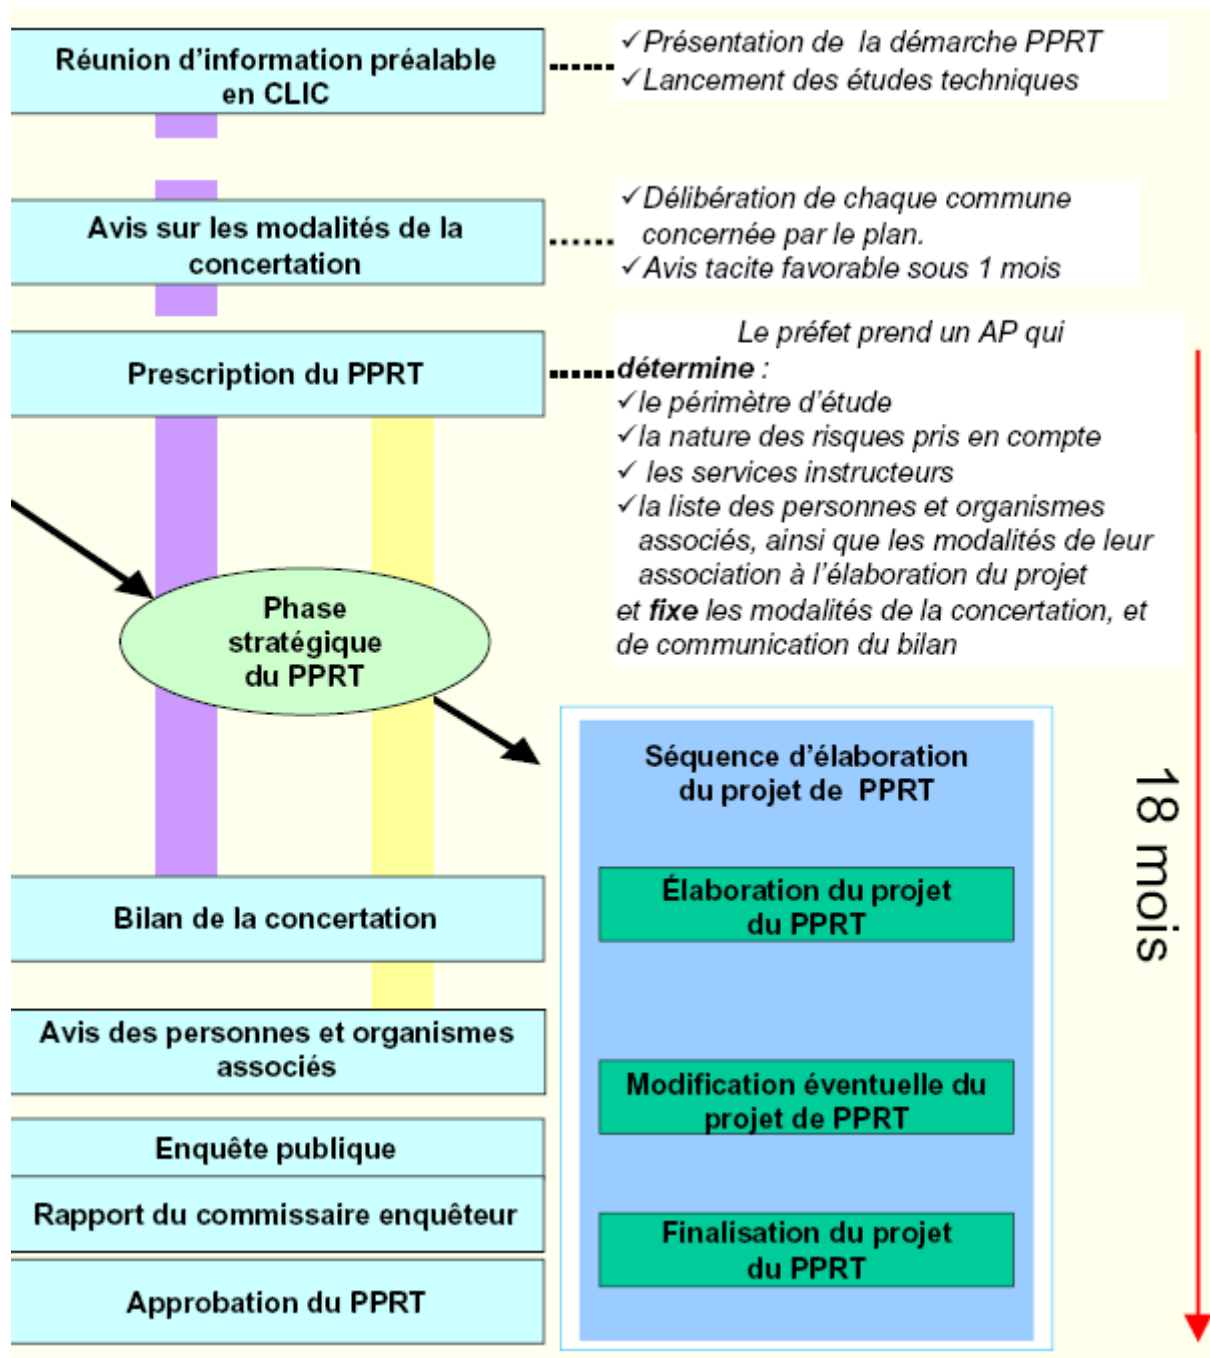 Réunion d'information préalable
en CLIC
✓Présentation de la démarche PPRT
✓Lancement des études techniques
Avis sur les modalités de la
concertation
✓Délibération de chaque commune
concernée par le plan.
✓Avis tacite favorable sous 1 mois
Prescription du PPRT
Le préfet prend un AP qui
détermine :
✓le périmètre d'étude
✓la nature des risques pris en compte
✓ les services instructeurs
✓la liste des personnes et organismes
associés, ainsi que les modalités de leur
association à l'élaboration du projet
et fixe les modalités de la concertation, et
de communication du bilan
Phase
stratégique
du PPRT
Séquence d'élaboration
du projet de PPRT
18 mois
Bilan de la concertation
Élaboration du projet
du PPRT
Avis des personnes et organismes
associés
Modification éventuelle du
projet de PPRT
Enquête publique
Rapport du commissaire enquêteur
Finalisation du projet
du PPRT
Approbation du PPRT